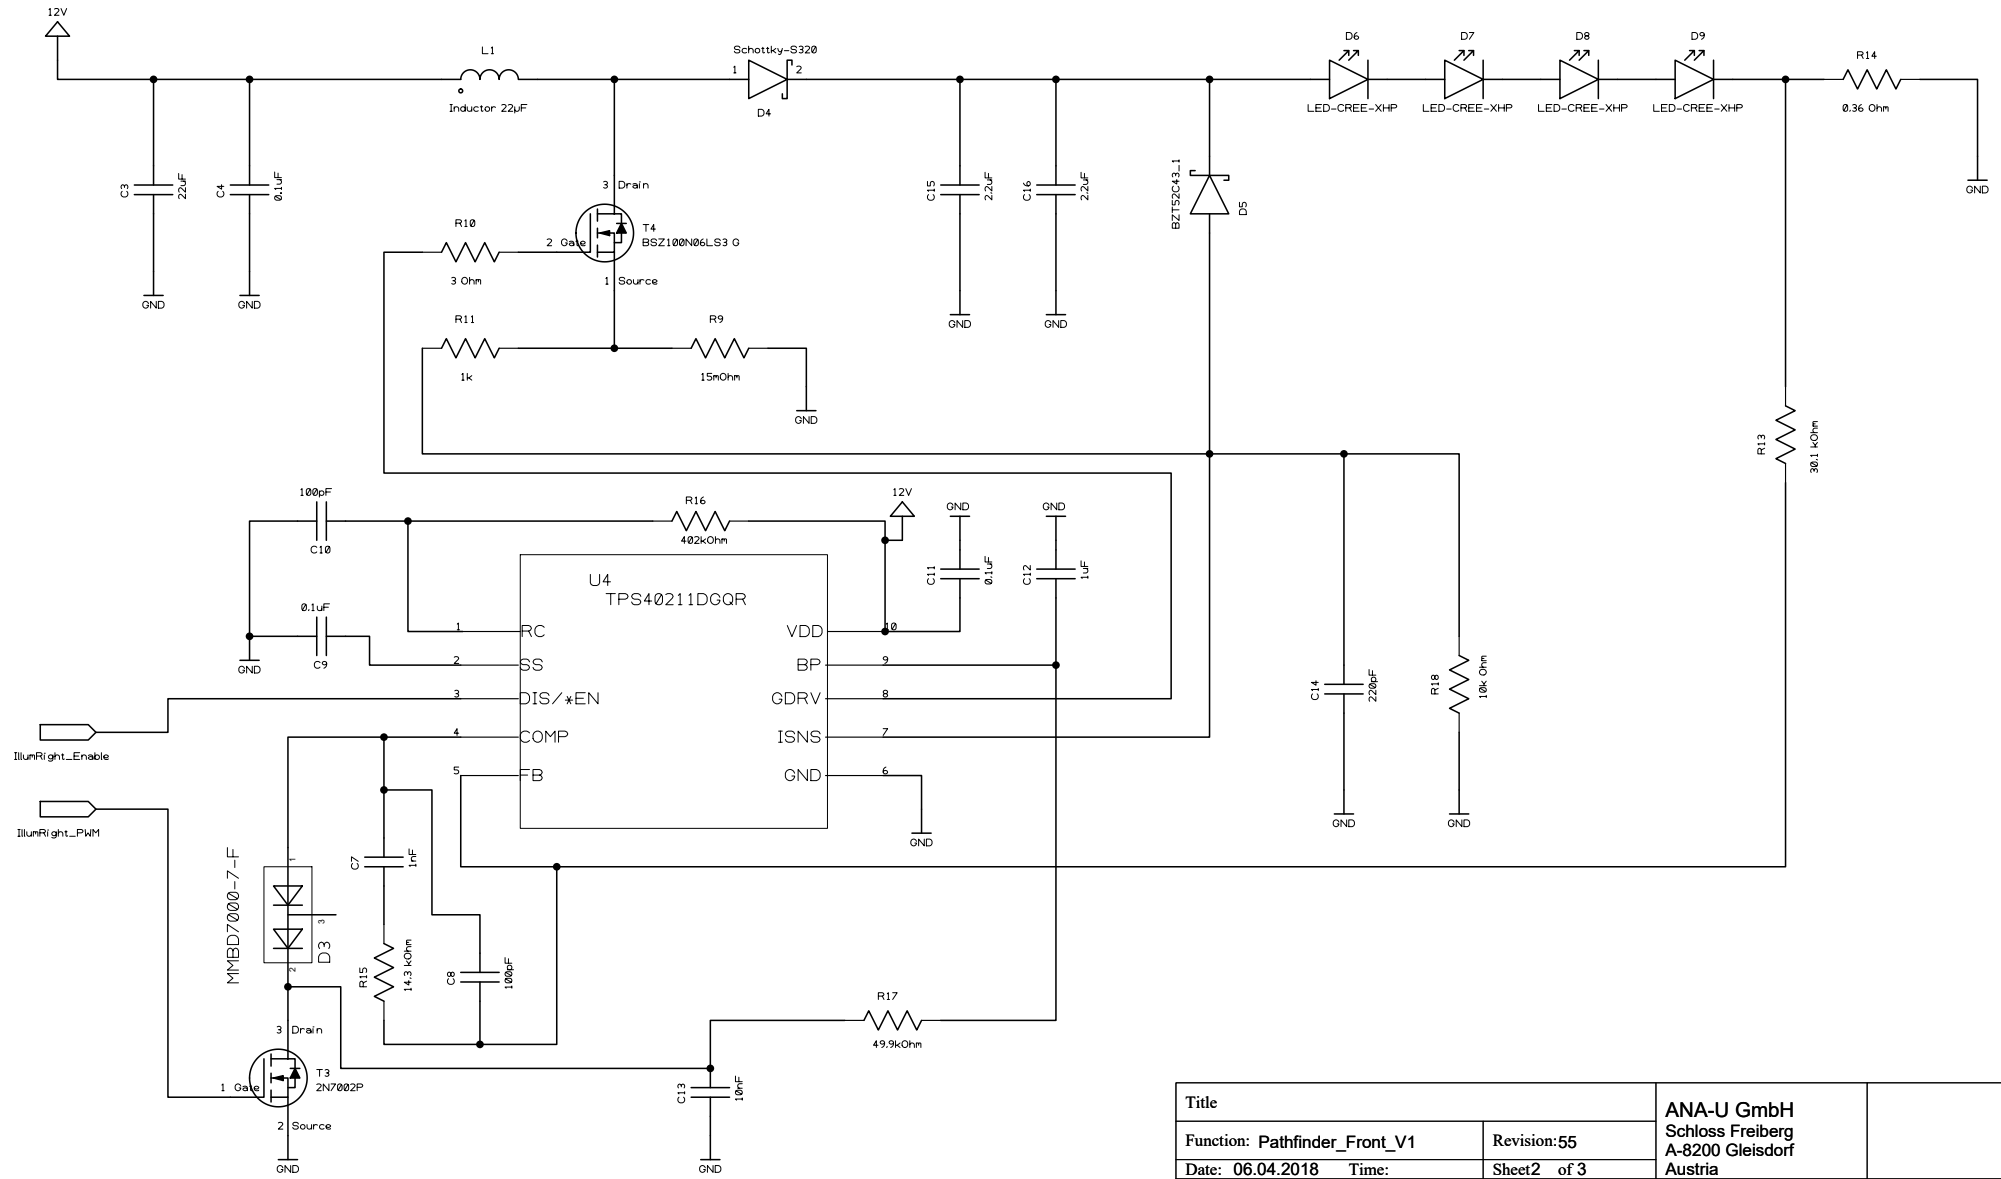 12V
L1
Inductor 22µF
Schottky-S320
1
2
D4
D6
LED-CREE-XHP
D7
LED-CREE-XHP
D8
LED-CREE-XHP
D9
LED-CREE-XHP
R14
0.36 Ohm
GND
C3
22uF
GND
C4
0.1uF
GND
3 Drain
T4
BSZ100N06LS3 G
2 Gate
1 Source
R10
3 Ohm
R11
1k
R9
15mOhm
GND
C15
2.2uF
GND
C16
2.2uF
GND
BZT52C43_1
D5
R13
30.1 kOhm
100pF
C10
R16
402kOhm
12V
GND
C11
0.1uF
GND
C12
1uF
0.1uF
C9
GND
U4
TPS40211DGQR
1
RC
2
SS
3
DIS/*EN
4
COMP
5
FB
VDD
10
BP
9
GDRV
8
ISNS
7
GND
6
GND
C14
220pF
GND
R18
10k Ohm
GND
IllumRight_Enable
IllumRight_PWM
MMBD7000-7-F
1
3
2
D3
C7
1nF
R15
14.3 kOhm
C8
100pF
R17
49.9kOhm
C13
10nF
GND
3 Drain
T3
2N7002P
1 Gate
2 Source
GND
Title
Function: Pathfinder_Front_V1
Revision:55
Date: 06.04.2018 Time:
Sheet2 of 3
ANA-U GmbH
Schloss Freiberg
A-8200 Gleisdorf
Austria